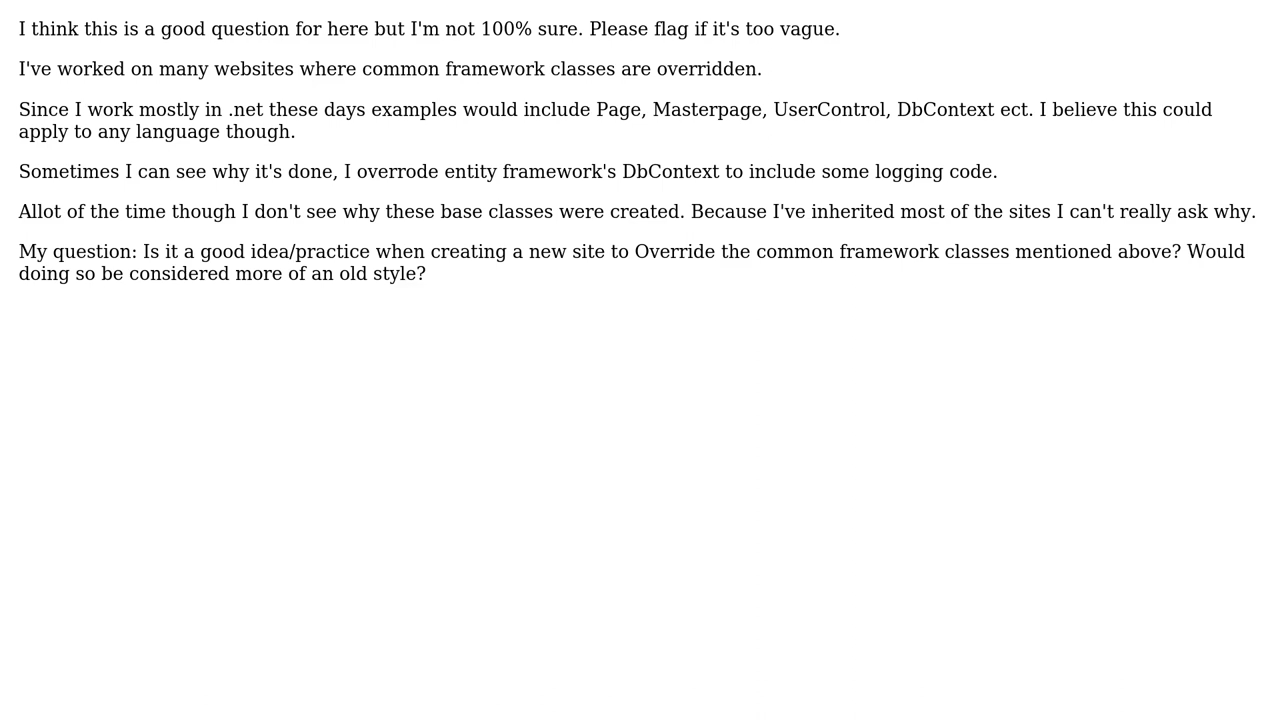 I think this is a good question for here but I'm not 100% sure. Please flag if it's too vague.
I've worked on many websites where common framework classes are overridden.
Since I work mostly in .net these days examples would include Page, Masterpage, UserControl, DbContext ect. I believe this could
apply to any language though.
Sometimes I can see why it's done, I overrode entity framework's DbContext to include some logging code.
Allot of the time though I don't see why these base classes were created. Because I've inherited most of the sites I can't really ask why.
My question: Is it a good idea/practice when creating a new site to Override the common framework classes mentioned above? Would
doing so be considered more of an old style?